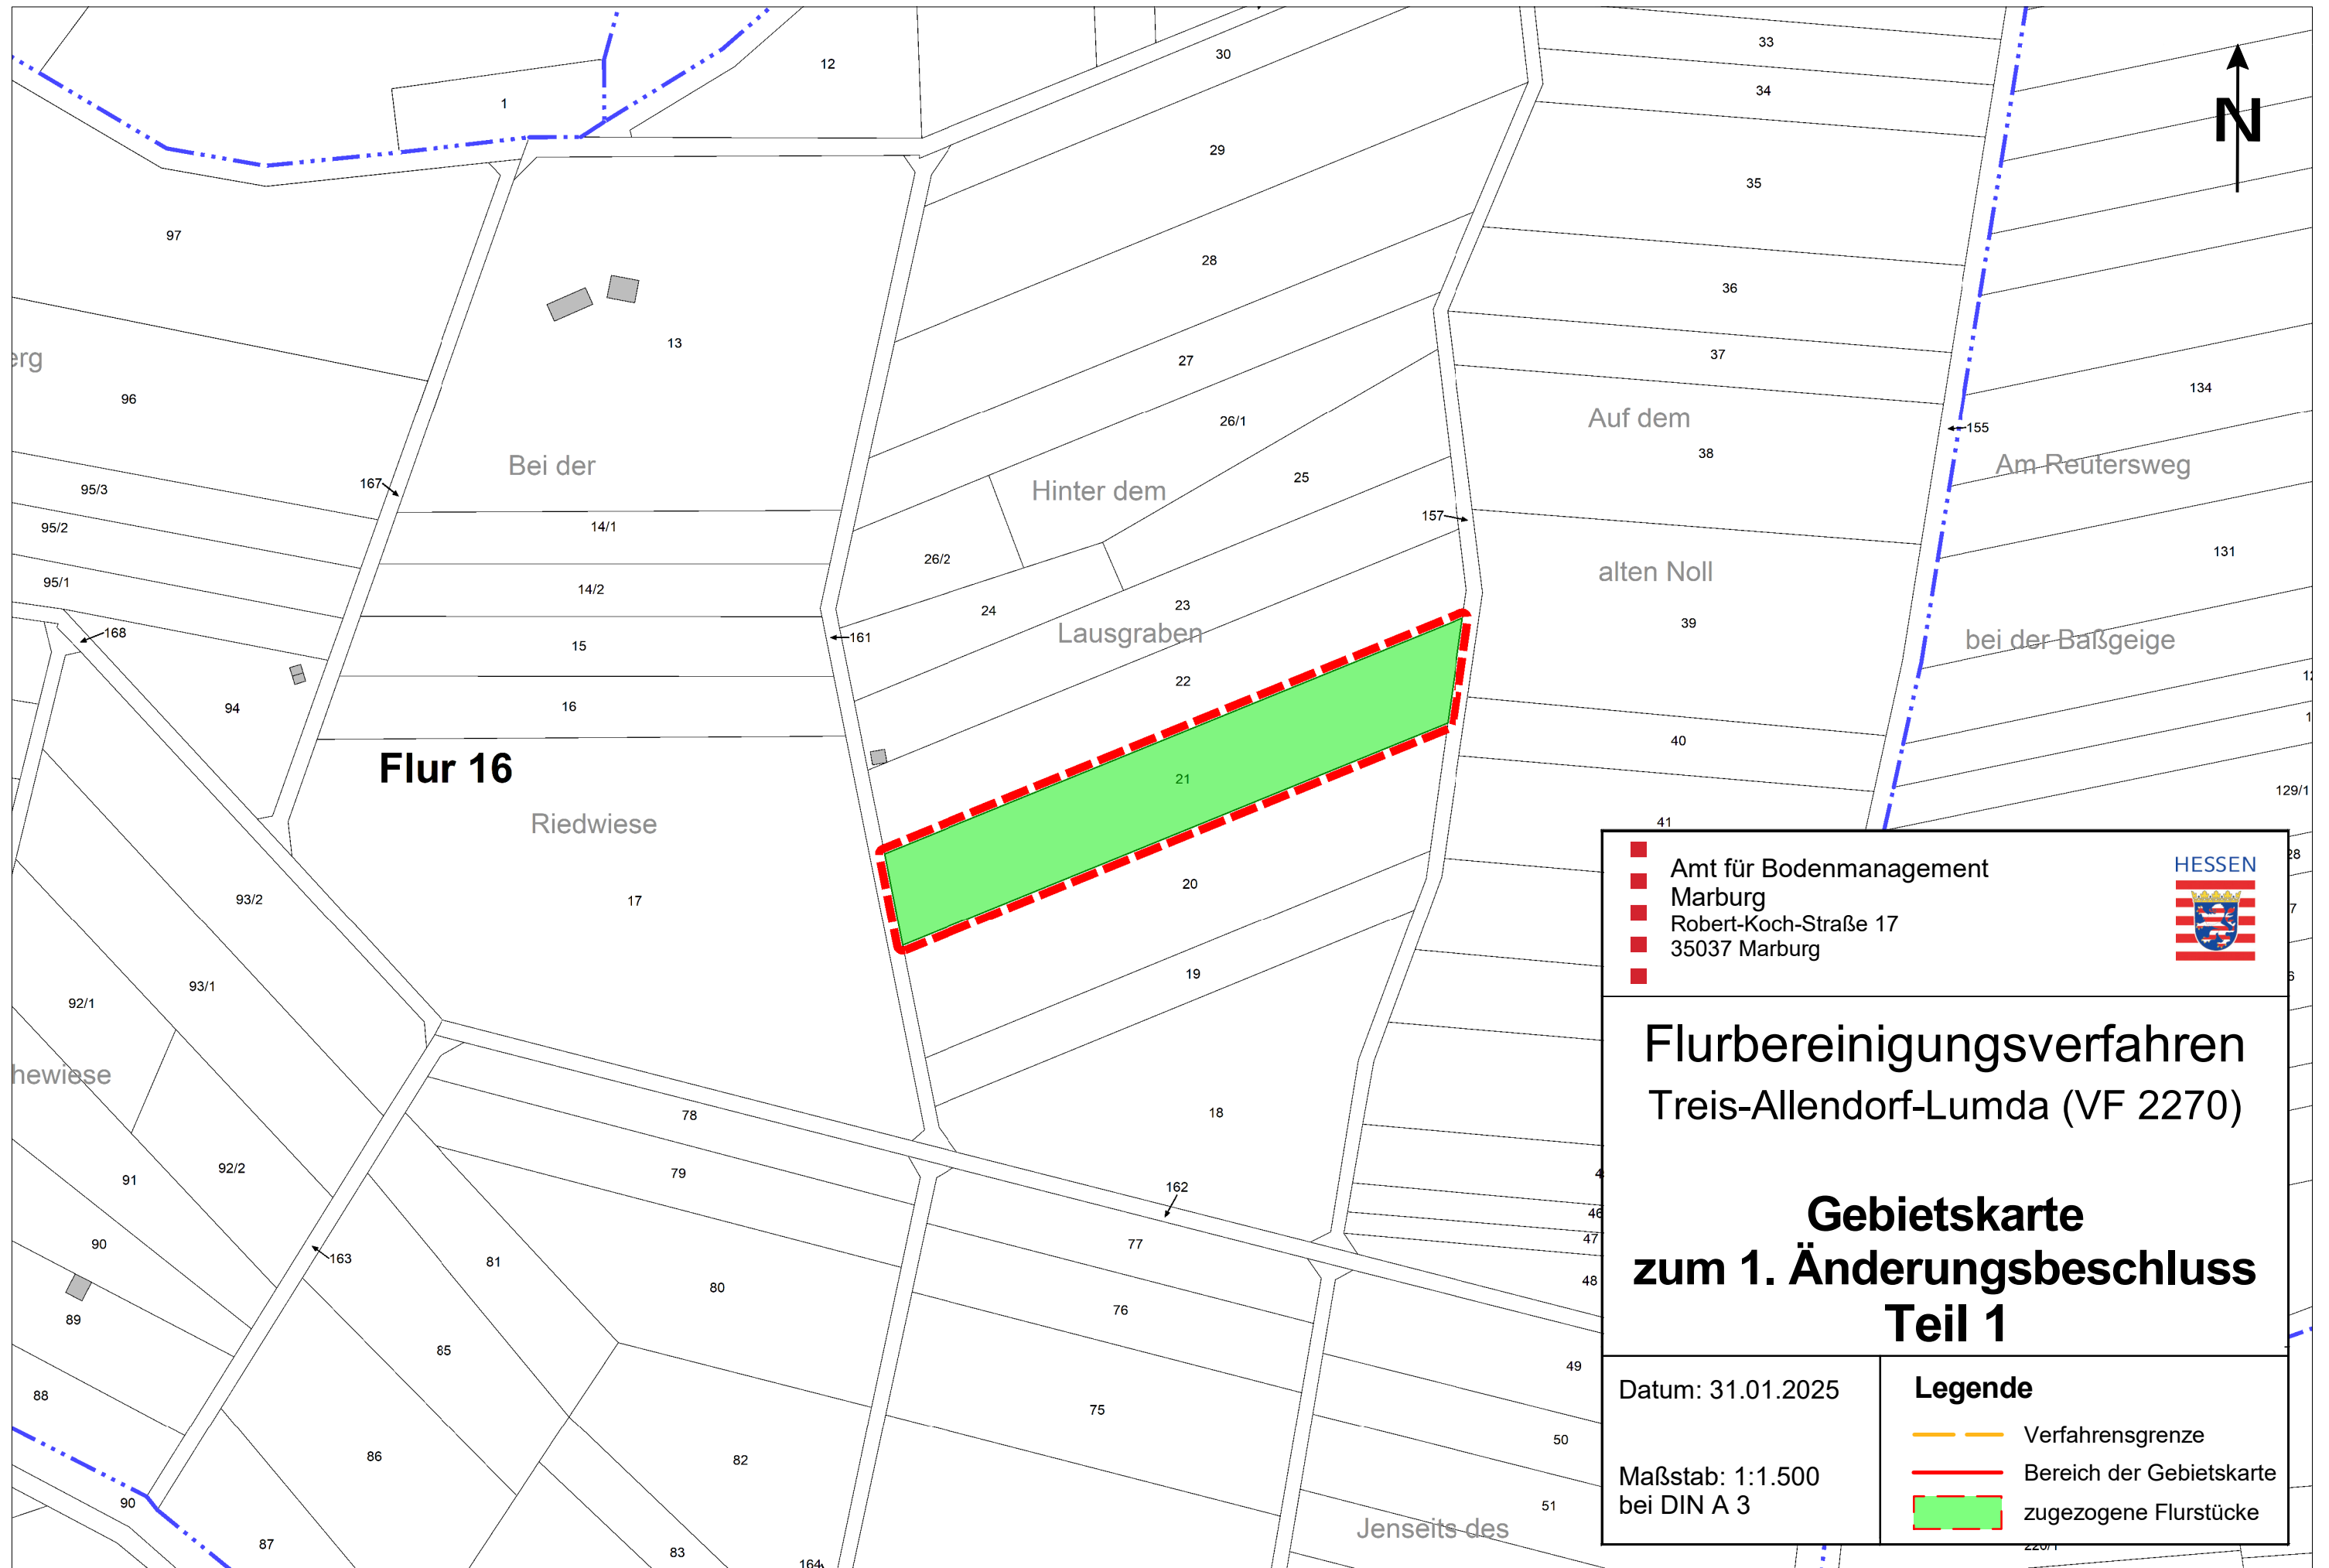 33
12
30
34
1
N
29
35
97
28
36
13
27
37
erg
134
96
26/1
Auf dem
155
Bei der
38
Am Reutersweg
167
25
95/3
Hinter dem
157
14/1
95/2
131
26/2
alten Noll
95/1
14/2
23
24
39
168
161
Lausgraben
15
bei der Baßgeige
22
94
16
40
Flur 16
21
129/1
Riedwiese
41
20
93/2
17
19
93/1
92/1
hewiese
78
18
79
92/2
91
162
46
77
47
90
163
81
48
80
76
89
85
49
88
75
50
86
82
90
51
Jenseits des
87
83
164
Amt für Bodenmanagement
Marburg
Robert-Koch-Straße 17
35037 Marburg
HESSEN
Flurbereinigungsverfahren
Treis-Allendorf-Lumda (VF 2270)
Gebietskarte
zum 1. Änderungsbeschluss
Teil 1
Datum: 31.01.2025
Maßstab: 1:1.500
bei DIN A 3
Legende
Verfahrensgrenze
Bereich der Gebietskarte
zugezogene Flurstücke